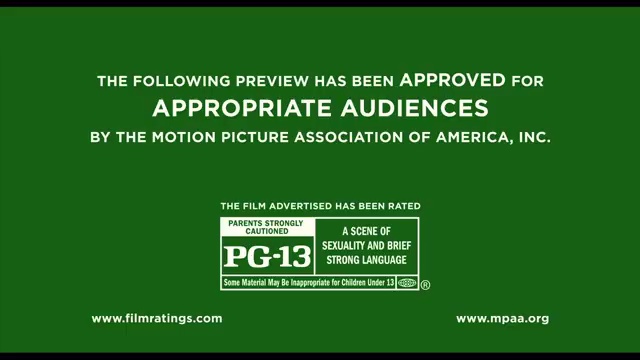 THE FOLLOWING PREVIEW HAS BEEN APPROVED FOR
APPROPRIATE AUDIENCES
BY THE MOTION PICTURE ASSOCIATION OF AMERICA, INC.
THE FILM ADVERTISED HAS BEEN RATED
PARENTS STRONGLY
CAUTIONED
PG-13
A SCENE OF
SEXUALITY AND BRIEF
STRONG LANGUAGE
Some Material May Be Inappropriate for Children Under 13
®
www.filmratings.com
www.mpaa.org